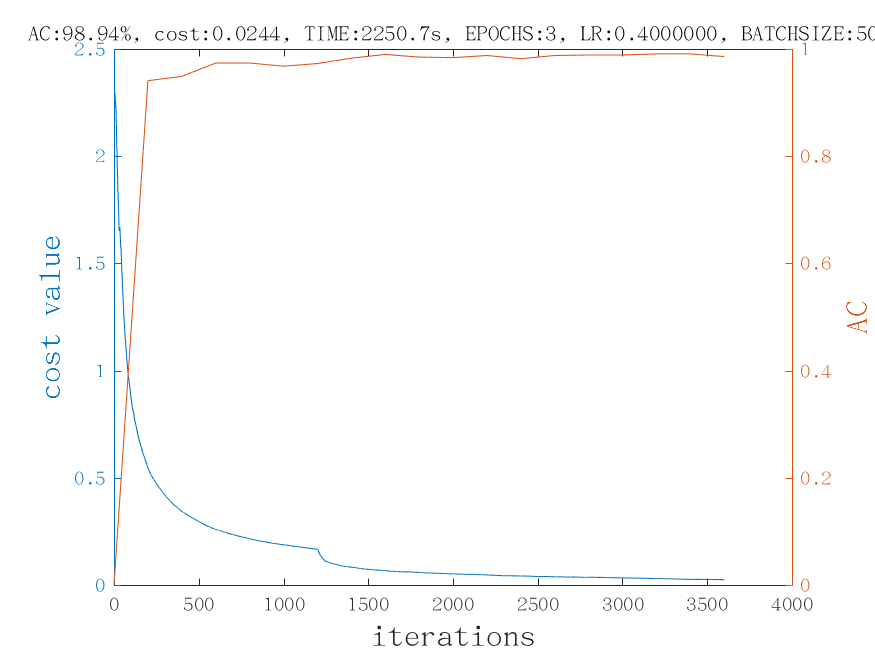 AC:98.94%, cost:0.0244, TIME:2250.7s, EPOCHS:3, LR:0.4000000, BATCHSIZE:50
2.5
2
1.5
1
0.5
0
cost value
1
0.8
0.6
0.4
0.2
0
AC
0 500 1000 1500 2000 2500 3000 3500 4000
iterations